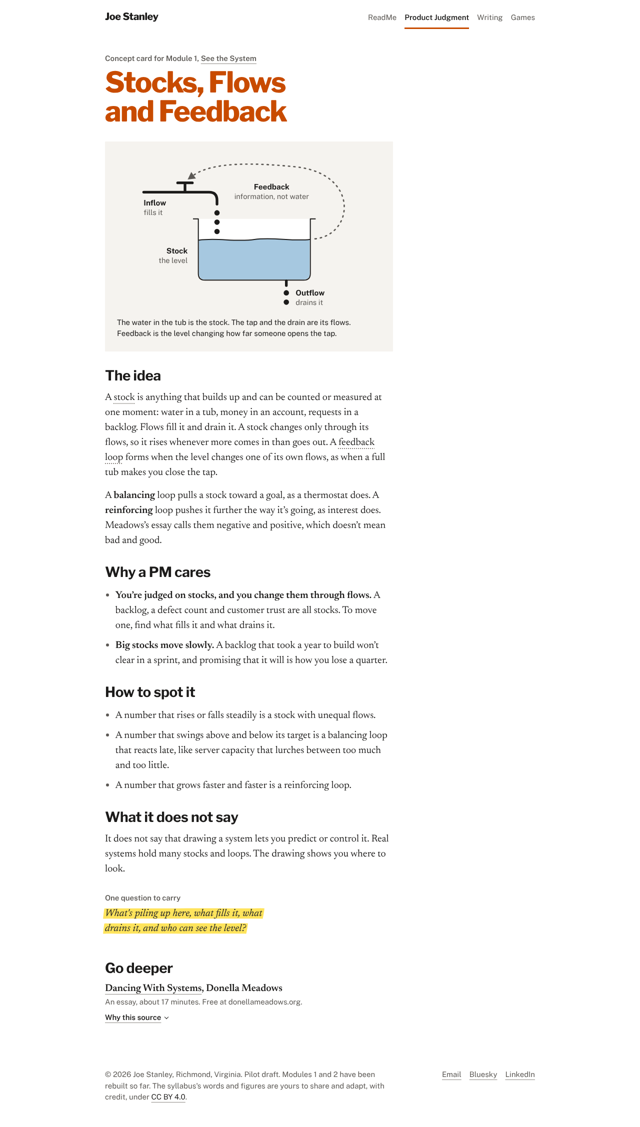 Joe Stanley
ReadMe Product Judgment Writing Games
Concept card for Module 1, See the System
Stocks, Flows
and Feedback
Feedback
information, not water
Inflow
fills it
Stock
the level
Outflow
drains it
The water in the tub is the stock. The tap and the drain are its flows.
Feedback is the level changing how far someone opens the tap.
The idea
A stock is anything that builds up and can be counted or measured at
one moment: water in a tub, money in an account, requests in a
backlog. Flows fill it and drain it. A stock changes only through its
flows, so it rises whenever more comes in than goes out. A feedback
loop forms when the level changes one of its own flows, as when a full
tub makes you close the tap.
A balancing loop pulls a stock toward a goal, as a thermostat does. A
reinforcing loop pushes it further the way it’s going, as interest does.
Meadows’s essay calls them negative and positive, which doesn’t mean
bad and good.
Why a PM cares
• You’re judged on stocks, and you change them through flows. A
backlog, a defect count and customer trust are all stocks. To move
one, find what fills it and what drains it.
• Big stocks move slowly. A backlog that took a year to build won’t
clear in a sprint, and promising that it will is how you lose a quarter.
How to spot it
• A number that rises or falls steadily is a stock with unequal flows.
• A number that swings above and below its target is a balancing loop
that reacts late, like server capacity that lurches between too much
and too little.
• A number that grows faster and faster is a reinforcing loop.
What it does not say
It does not say that drawing a system lets you predict or control it. Real
systems hold many stocks and loops. The drawing shows you where to
look.
One question to carry
What’s piling up here, what fills it, what
drains it, and who can see the level?
Go deeper
Dancing With Systems, Donella Meadows
An essay, about 17 minutes. Free at donellameadows.org.
Why this source
© 2026 Joe Stanley, Richmond, Virginia. Pilot draft. Modules 1 and 2 have been
rebuilt so far. The syllabus’s words and figures are yours to share and adapt, with
credit, under CC BY 4.0.
Email Bluesky LinkedIn